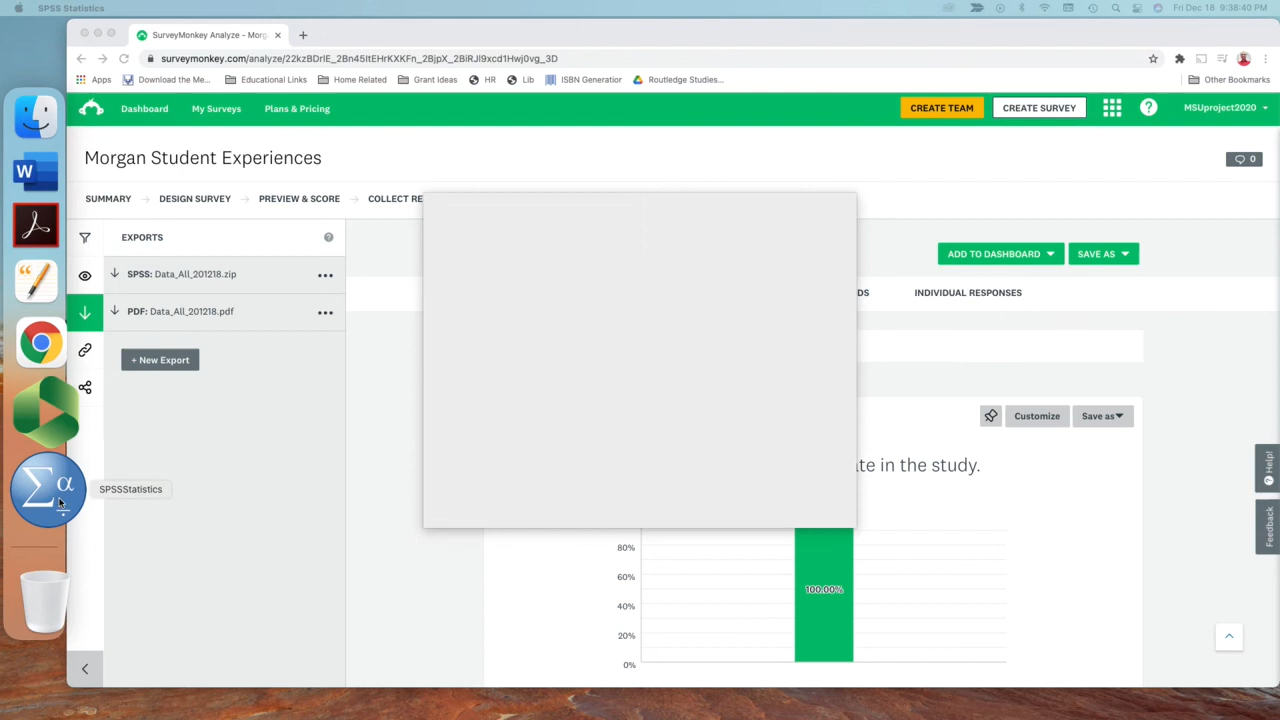 SPSS Statistics
Fri Dec 18 9:38:40 PM
SurveyMonkey Analyze - Morg
surveymonkey.com/analyze/22kzBDrlE_2Bn45ItEHrKXKFn_2BjpX_2BiRJl9xcd1Hwj0vg_3D
Apps Download the Me... Educational Links Home Related Grant Ideas HR Lib ISBN Generatior Routledge Studies... Other Bookmarks
Dashboard My Surveys Plans & Pricing CREATE TEAM CREATE SURVEY ? MSUproject2020
Morgan Student Experiences
0
SUMMARY DESIGN SURVEY PREVIEW & SCORE COLLECT RE
EXPORTS ?
ADD TO DASHBOARD SAVE AS
SPSS: Data_All_201218.zip
DS INDIVIDUAL RESPONSES
PDF: Data_All_201218.pdf
+ New Export
Customize Save as
ate in the study.
W
Σα
SPSSStatistics
Help!
Feedback
80%
60%
100.00%
40%
20%
0%